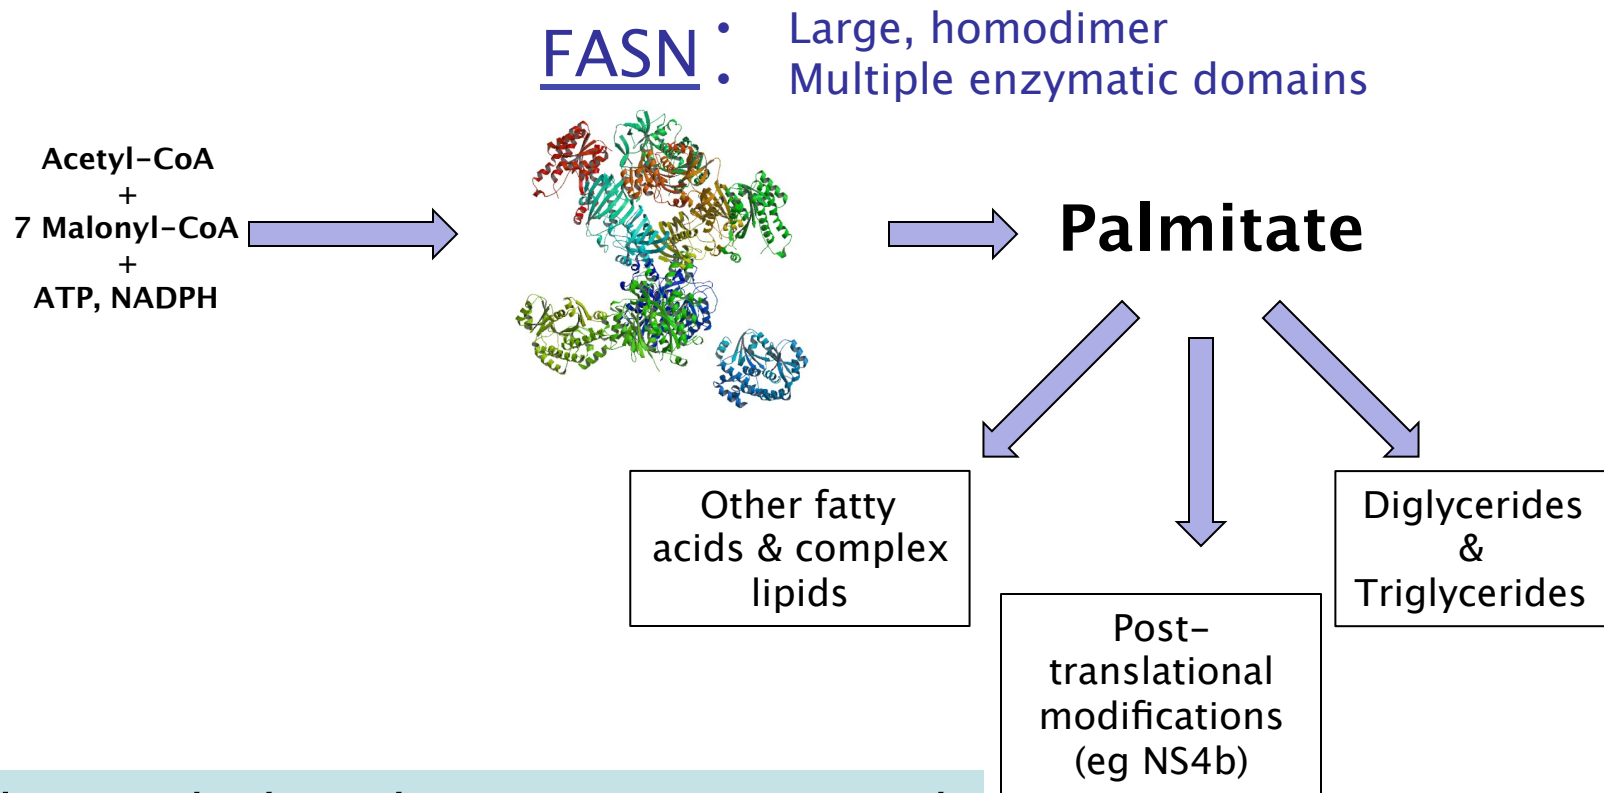 FASN:
• Large, homodimer
• Multiple enzymatic domains
Acetyl-CoA
+
7 Malonyl-CoA
+
ATP, NADPH
Palmitate
Other fatty
acids & complex
lipids
Post-
translational
modifications
(eg NS4b)
Diglycerides
&
Triglycerides